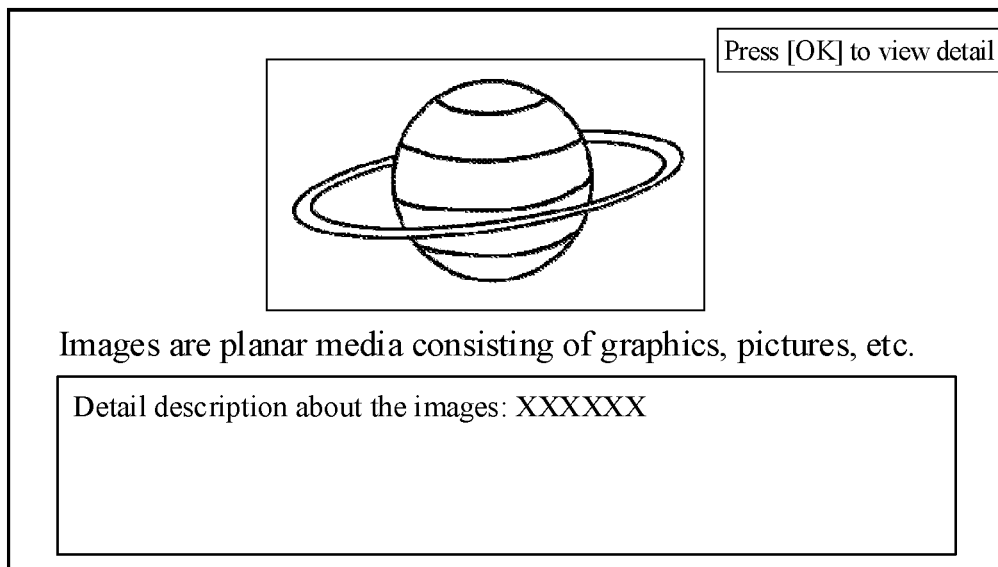 Press [OK] to view detail
Images are planar media consisting of graphics, pictures, etc.
Detail description about the images: XXXXXX